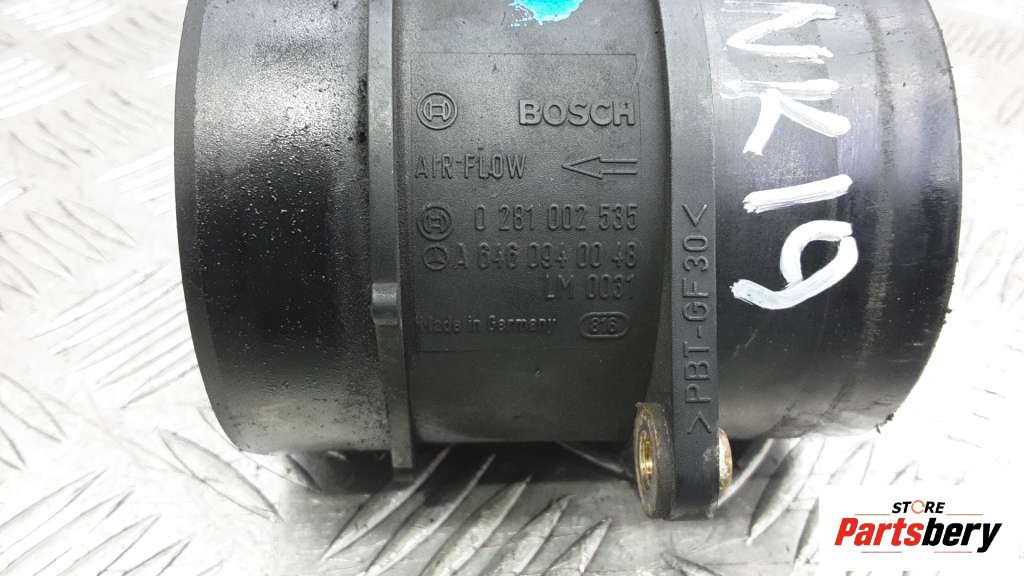 BOSCH
AIR FLOW
0 281 002 535
A 646 094 00 48
LM 0031
Made in Germany 816
>PBT-GF30<
NK19
STORE
Partsbery